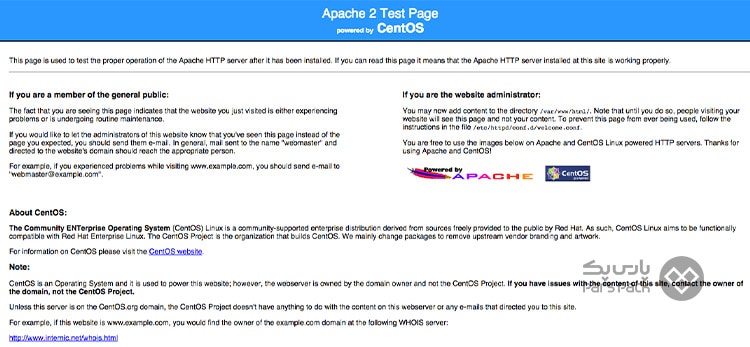 Apache 2 Test Page
powered by CentOS
This page is used to test the proper operation of the Apache HTTP server after it has been installed. If you can read this page it means that the Apache HTTP server installed at this site is working properly.
If you are a member of the general public:
The fact that you are seeing this page indicates that the website you just visited is either experiencing
problems or is undergoing routine maintenance.
If you would like to let the administrators of this website know that you've seen this page instead of
the page you expected, you should send them e-mail. In general, mail sent to the name "webmaster" and
directed to the website's domain should reach the appropriate person.
For example, if you experienced problems while visiting www.example.com, you should send e-mail to
"webmaster@example.com".
If you are the website administrator:
You may now add content to the directory /var/www/html/. Note that until you do so, people visiting your
website will see this page and not your content. To prevent this page from ever being used, follow the
instructions in the file /etc/httpd/conf.d/welcome.conf.
You are free to use the images below on Apache and CentOS Linux powered HTTP servers. Thanks for
using Apache and CentOS!
Powered by
APACHE
CentOS
About CentOS:
The Community ENTerprise Operating System (CentOS) Linux is a community-supported enterprise distribution derived from sources freely provided to the public by Red Hat. As such, CentOS Linux aims to be functionally
compatible with Red Hat Enterprise Linux. The CentOS Project is the organization that builds CentOS. We mainly change packages to remove upstream vendor branding and artwork.
For information on CentOS please visit the CentOS website.
Note:
CentOS is an Operating System and it is used to power this website; however, the webserver is owned by the domain owner and not the CentOS Project. If you have issues with the content of this site, contact the owner of
the domain, not the CentOS Project.
Unless this server is on the CentOS.org domain, the CentOS Project doesn't have anything to do with the content on this webserver or any e-mails that directed you to this site.
For example, if this website is www.example.com, you would find the owner of the example.com domain at the following WHOIS server:
http://www.internic.net/whois.html
پارس پک
Pars Pack